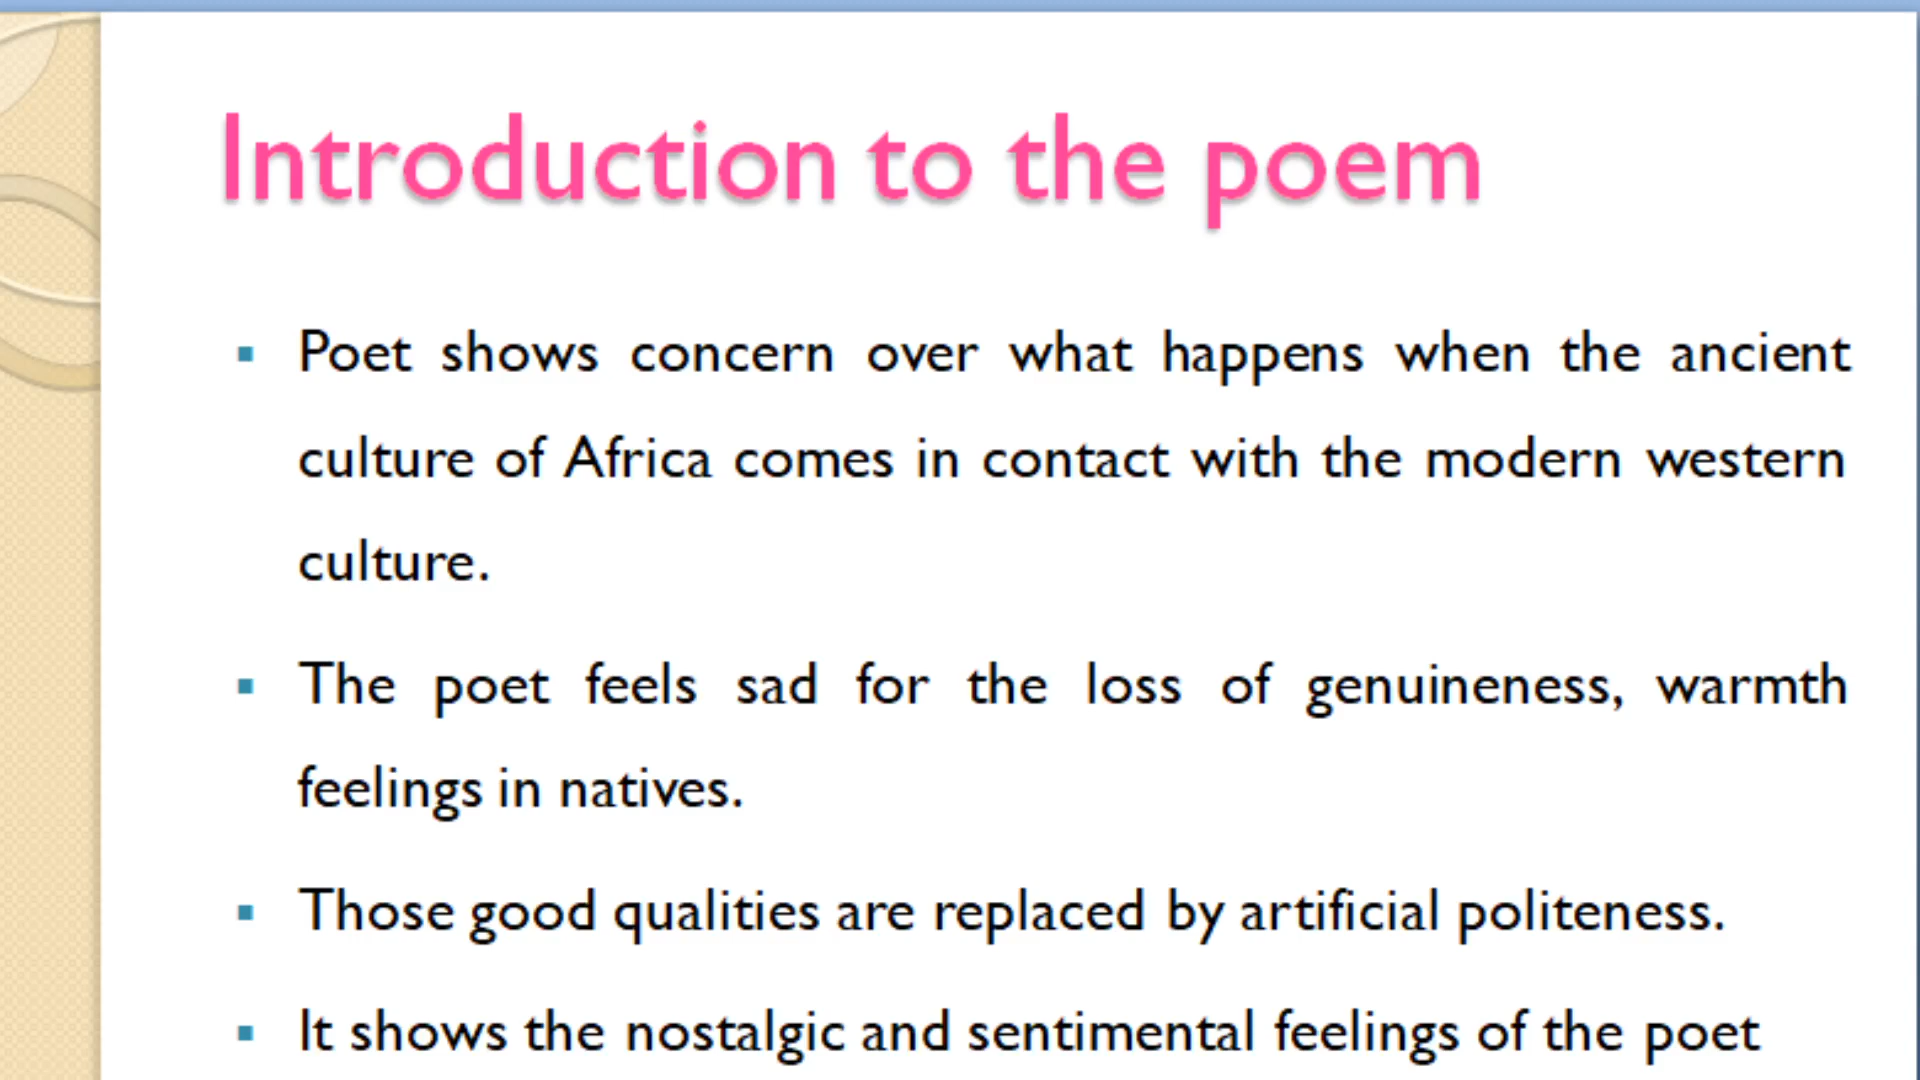 Introduction to the poem
▪ Poet shows concern over what happens when the ancient
culture of Africa comes in contact with the modern western
culture.
▪ The poet feels sad for the loss of genuineness, warmth
feelings in natives.
▪ Those good qualities are replaced by artificial politeness.
▪ It shows the nostalgic and sentimental feelings of the poet